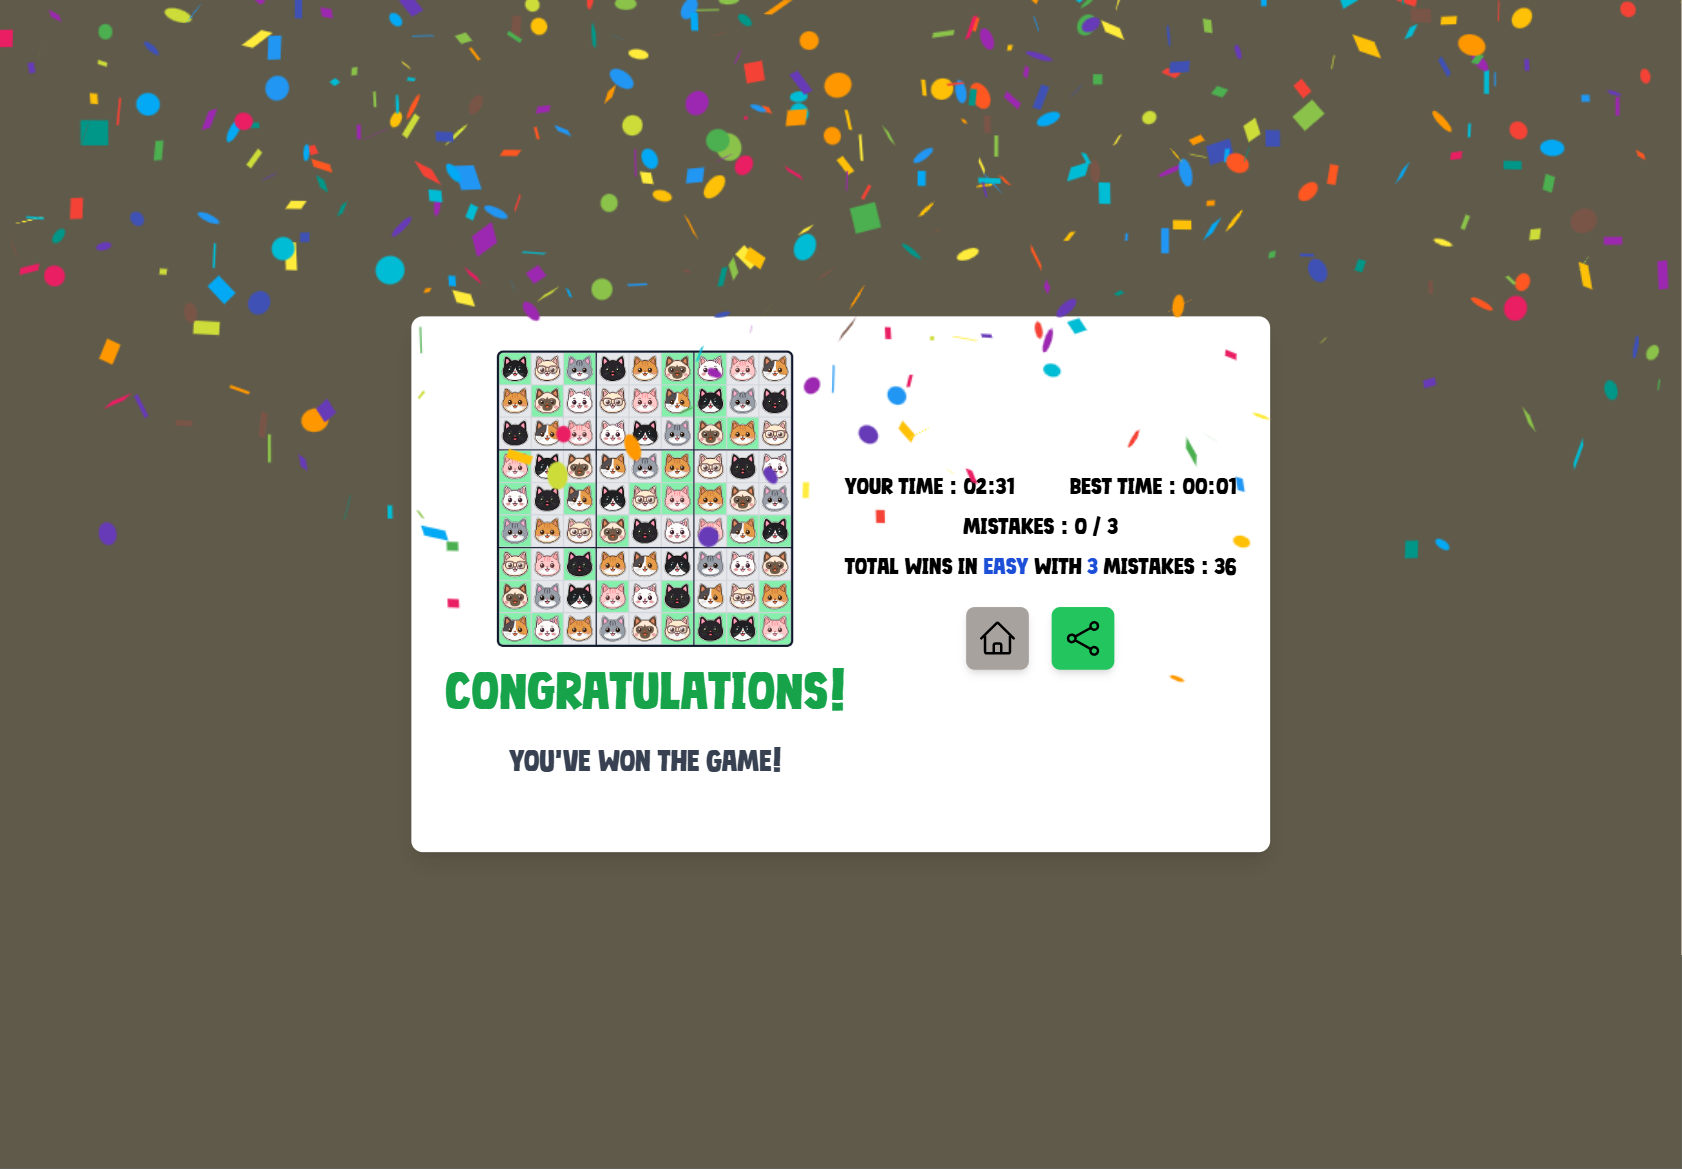 CONGRATULATIONS!
YOU'VE WON THE GAME!
YOUR TIME : 02:31 BEST TIME : 00:01
MISTAKES : 0 / 3
TOTAL WINS IN EASY WITH 3 MISTAKES : 36